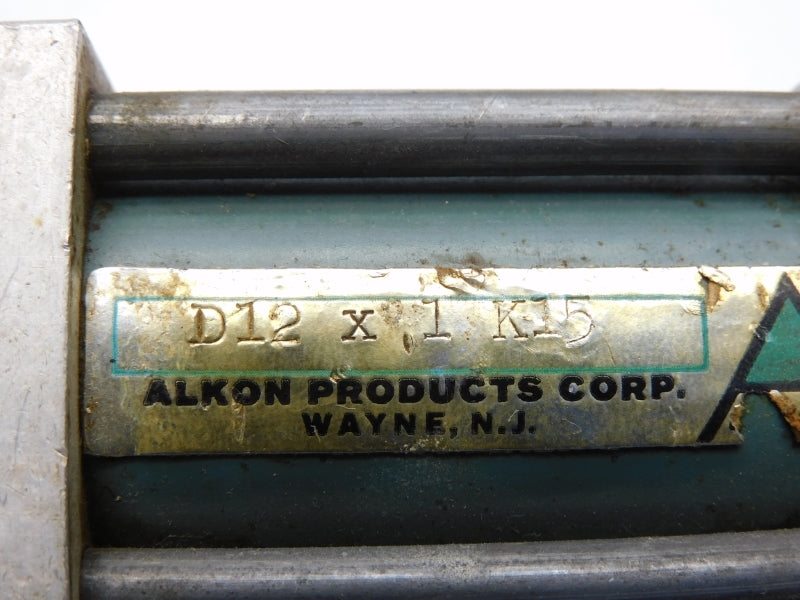 D12 x 1 K15
ALKON PRODUCTS CORP.
WAYNE, N.J.